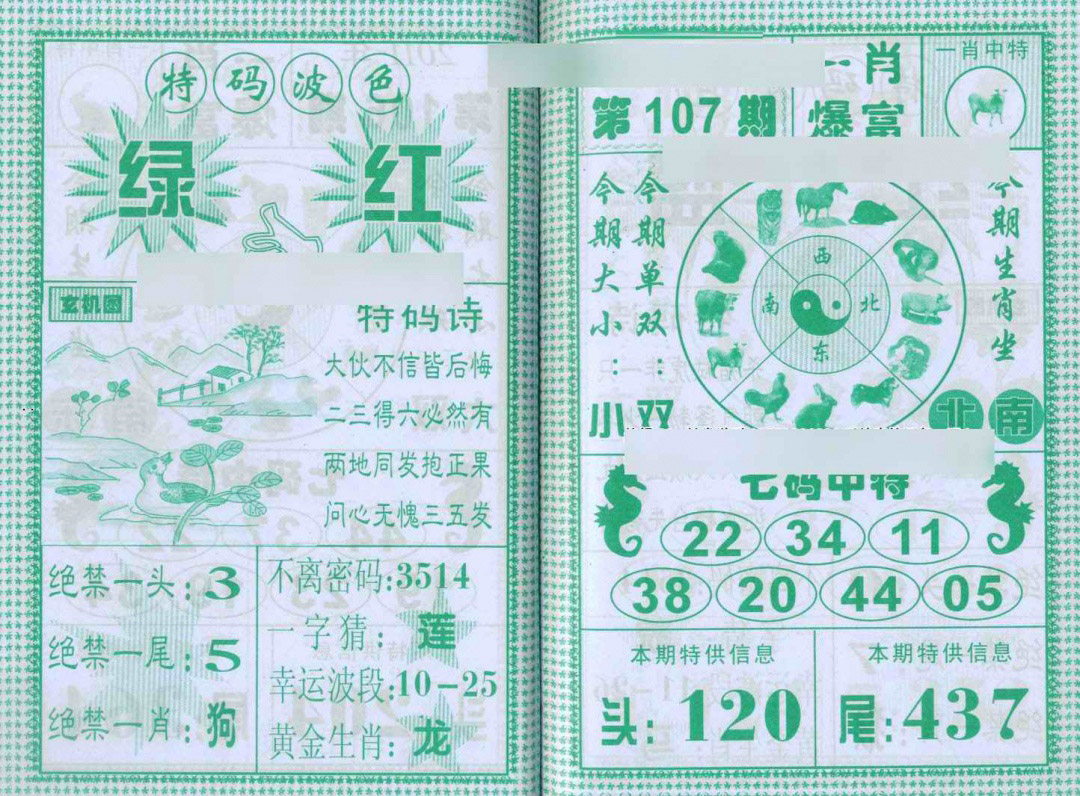 特码波色
绿 红
玄机图
特码诗
大伙不信皆后悔
二三得六必然有
两地同发抱正果
问心无愧三五发
绝禁一头:3
绝禁一尾:5
绝禁一肖:狗
不离密码:3514
一字猜:莲
幸运波段:10-25
黄金生肖:龙
第107期
一肖
爆富
一肖中特
今期大小:小
今期单双:双
西
南 北
东
今期生肖坐
北南
七码中特
22 34 11
38 20 44 05
本期特供信息
头:120
本期特供信息
尾:437